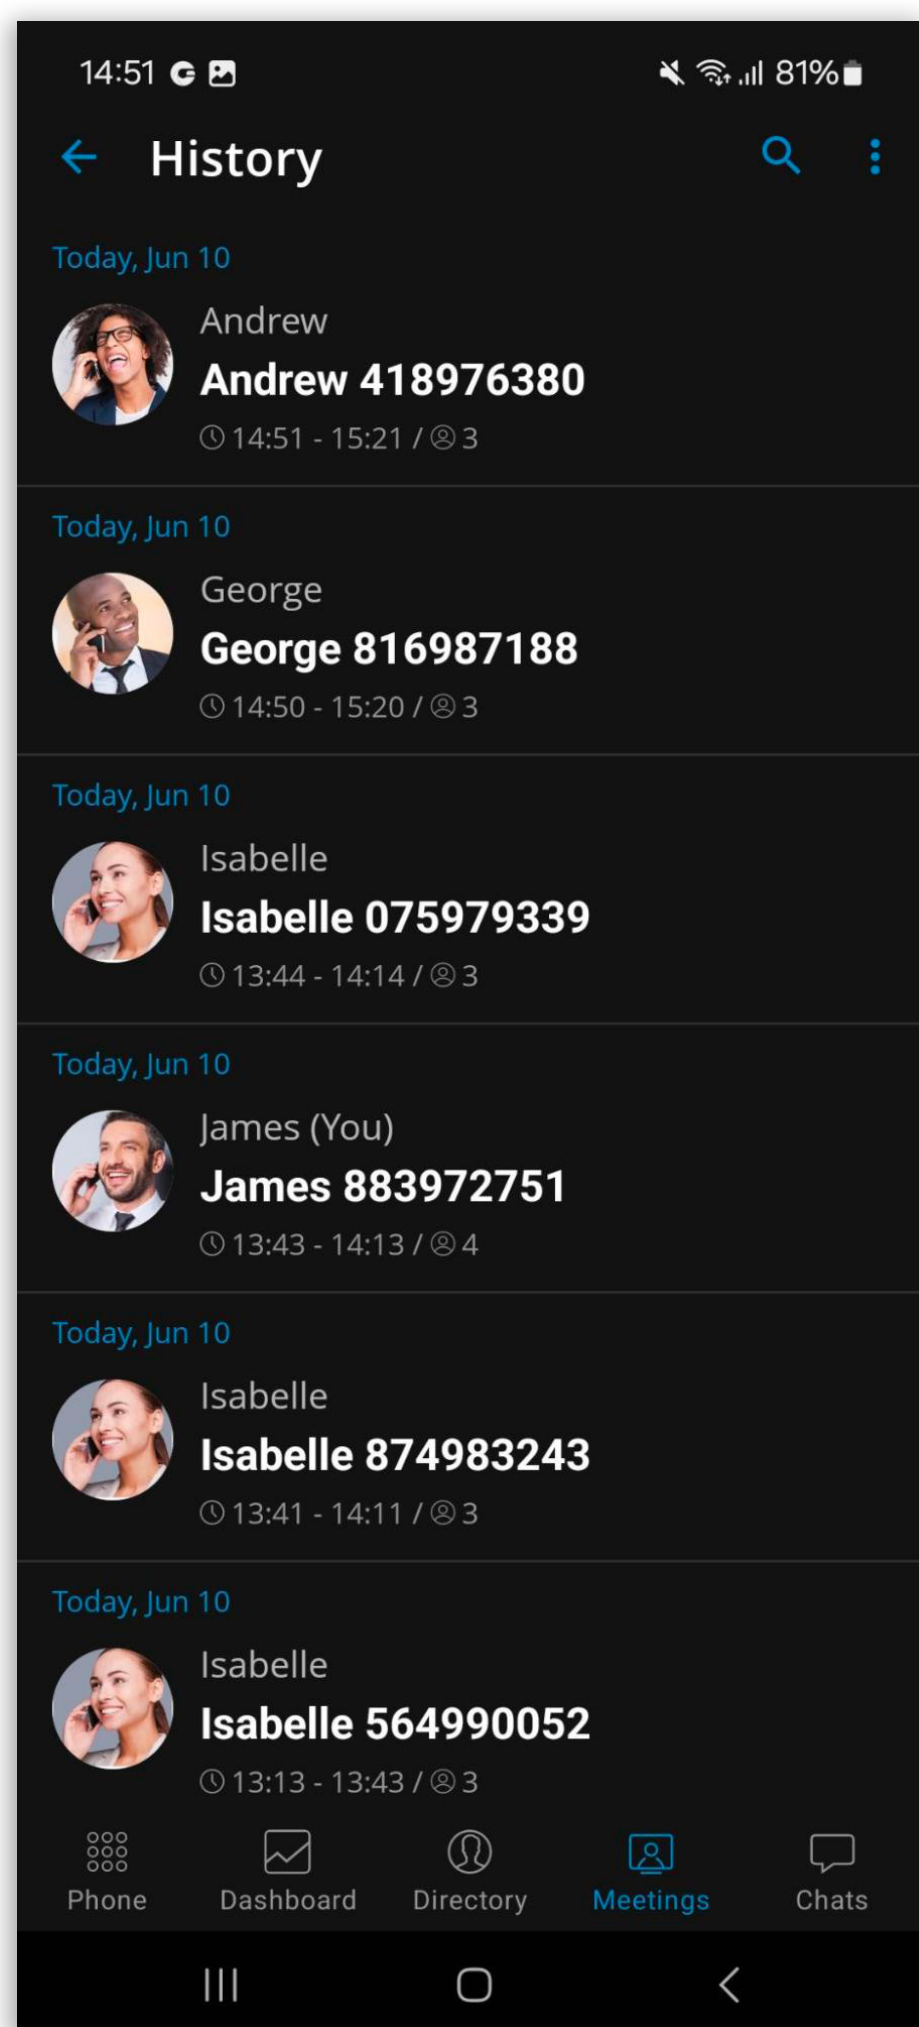 14:51 81%
History
Today, Jun 10
Andrew
Andrew 418976380
14:51 - 15:21 / 3
Today, Jun 10
George
George 816987188
14:50 - 15:20 / 3
Today, Jun 10
Isabelle
Isabelle 075979339
13:44 - 14:14 / 3
Today, Jun 10
James (You)
James 883972751
13:43 - 14:13 / 4
Today, Jun 10
Isabelle
Isabelle 874983243
13:41 - 14:11 / 3
Today, Jun 10
Isabelle
Isabelle 564990052
13:13 - 13:43 / 3
Phone Dashboard Directory Meetings Chats